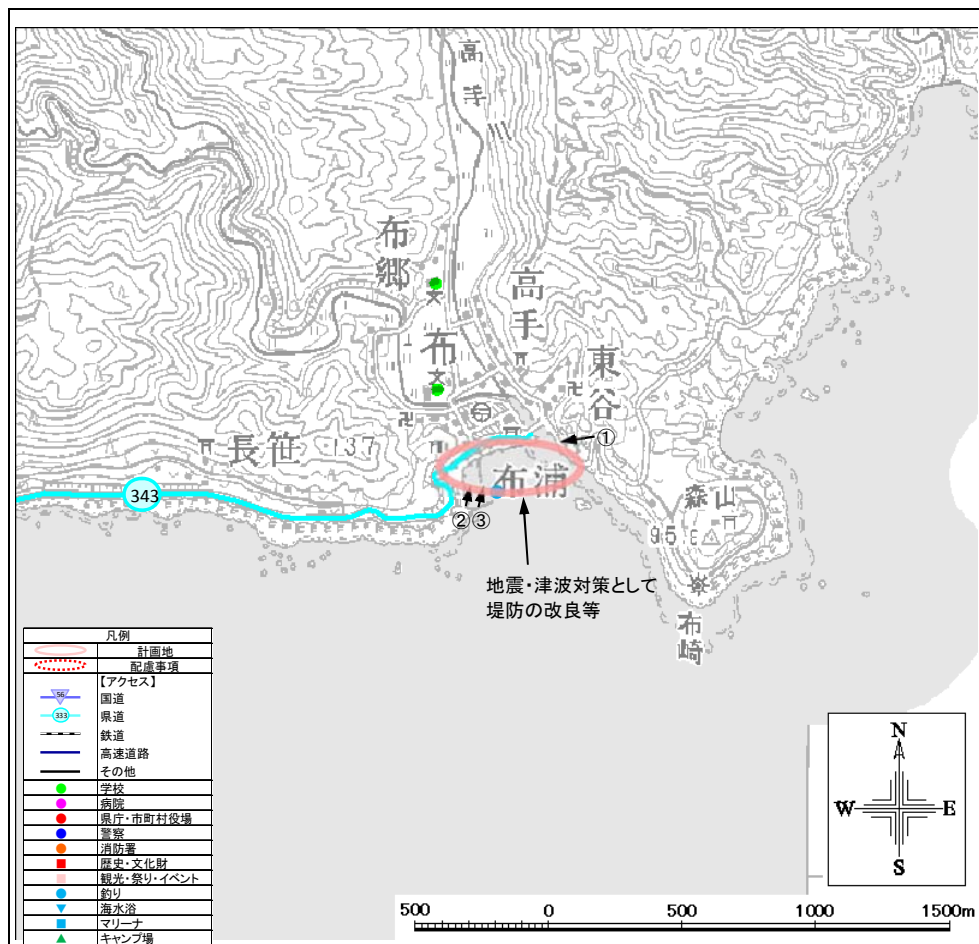 高手
布郷
高手
布
東谷
長笹
137
①
布浦
343
②③
森山
95
地震・津波対策として
堤防の改良等
布崎
凡例
計画地
配慮事項
【アクセス】
56
国道
333
県道
鉄道
高速道路
その他
学校
病院
県庁・市町村役場
警察
消防署
歴史・文化財
観光・祭り・イベント
釣り
海水浴
マリーナ
キャンプ場
N
W
E
S
500 0 500 1000 1500m